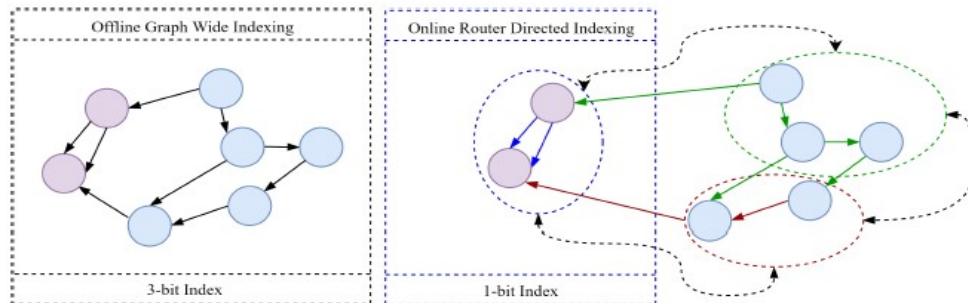 Offline Graph Wide Indexing
Online Router Directed Indexing
3-bit Index
1-bit Index